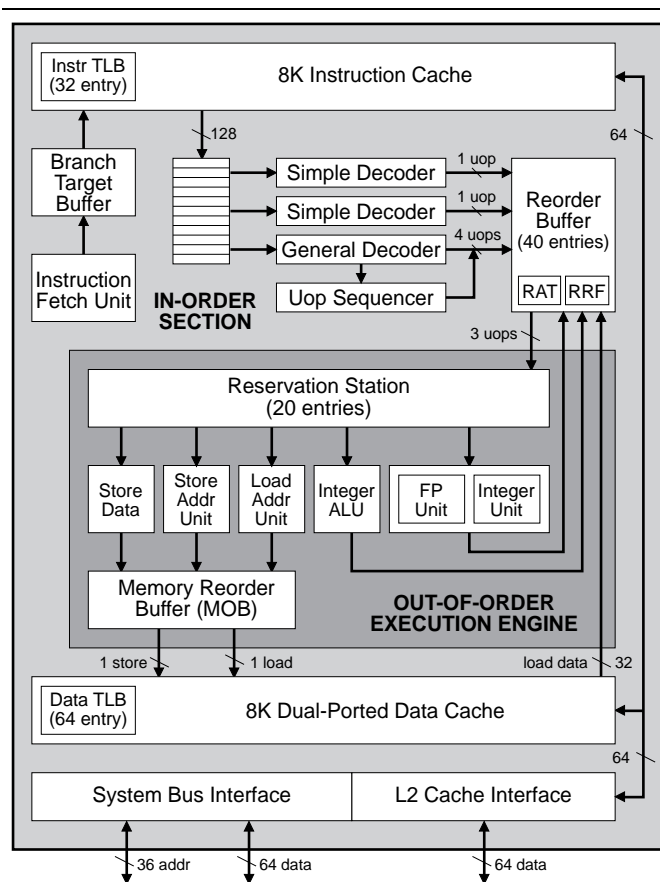 Instr TLB
(32 entry)
8K Instruction Cache
128
64
Branch
Target
Buffer
Simple Decoder
1 uop
Simple Decoder
1 uop
General Decoder
4 uops
Uop Sequencer
Reorder
Buffer
(40 entries)
RAT
RRF
Instruction
Fetch Unit
IN-ORDER
SECTION
3 uops
Reservation Station
(20 entries)
Store
Data
Store
Addr
Unit
Load
Addr
Unit
Integer
ALU
FP
Unit
Integer
Unit
Memory Reorder
Buffer (MOB)
OUT-OF-ORDER
EXECUTION ENGINE
1 store
1 load
load data
32
Data TLB
(64 entry)
8K Dual-Ported Data Cache
64
System Bus Interface
L2 Cache Interface
36 addr
64 data
64 data